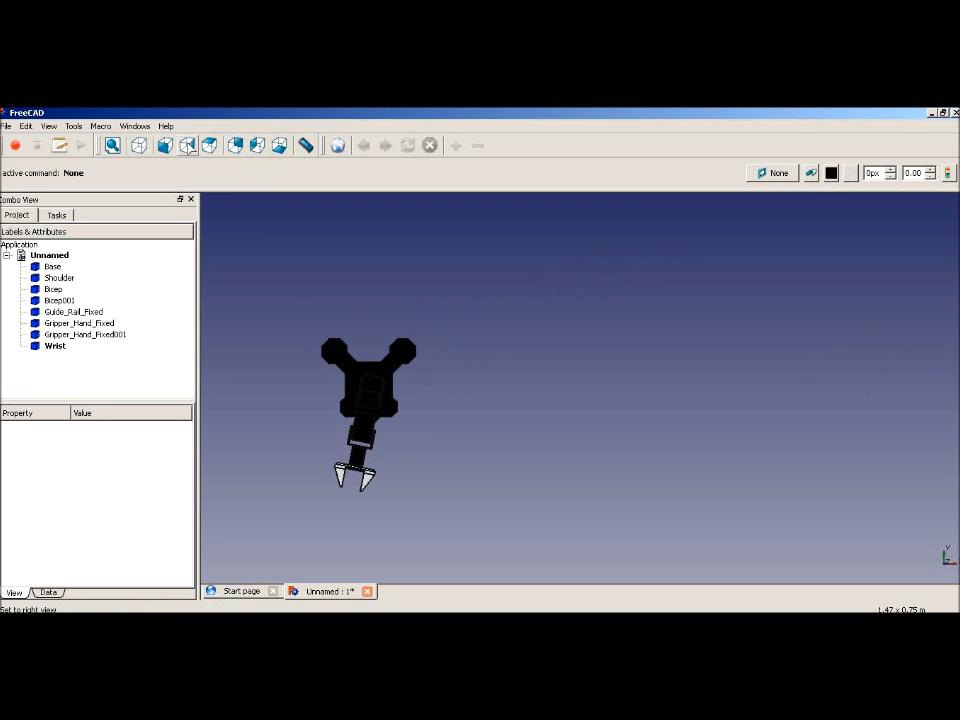 FreeCAD
File Edit View Tools Macro Windows Help
active command: None
None
0px
0.00
Combo View
Project Tasks
Labels & Attributes
Application
Unnamed
Base
Shoulder
Bicep
Bicep001
Guide_Rail_Fixed
Gripper_Hand_Fixed
Gripper_Hand_Fixed001
Wrist
Property Value
Y
View Data
Start page
Unnamed : 1*
Set to right view
1.47 x 0.75 m